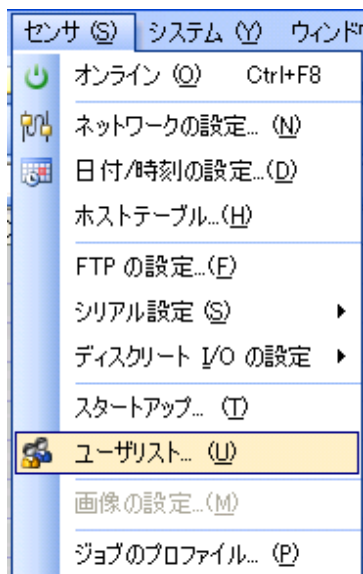 センサ (S) システム (Y) ウィンドウ
オンライン (O) Ctrl+F8
ネットワークの設定... (N)
日付/時刻の設定...(D)
ホストテーブル...(H)
FTP の設定...(F)
シリアル設定 (S)
ディスクリート I/O の設定
スタートアップ... (T)
ユーザリスト... (U)
画像の設定...(M)
ジョブのプロファイル... (P)